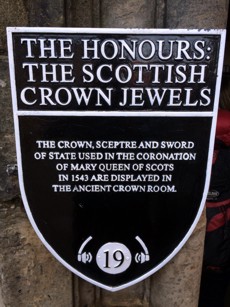 THE HONOURS:
THE SCOTTISH
CROWN JEWELS
THE CROWN, SCEPTRE AND SWORD
OF STATE USED IN THE CORONATION
OF MARY QUEEN OF SCOTS
IN 1543 ARE DISPLAYED IN
THE ANCIENT CROWN ROOM.
19